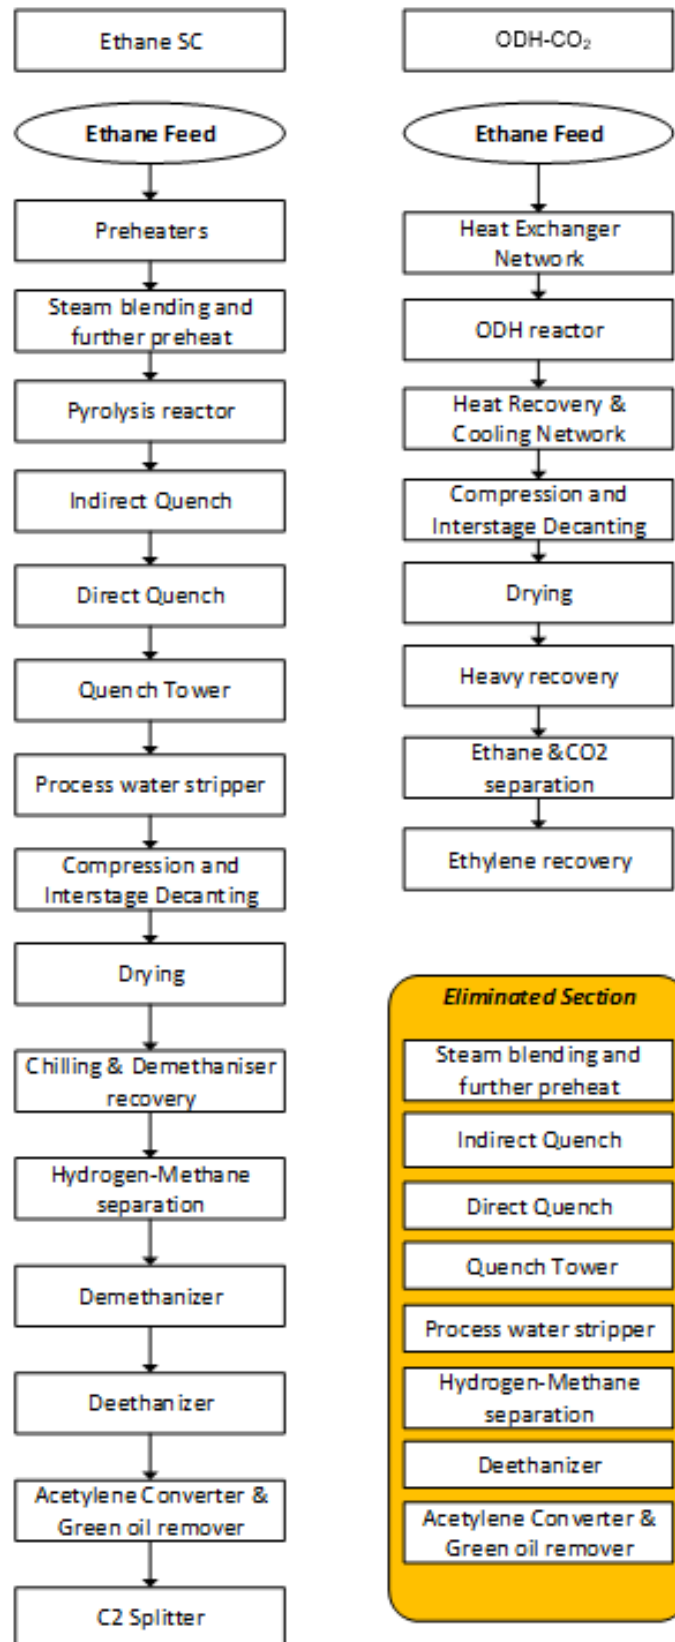 Ethane SC
Ethane Feed
Preheaters
Steam blending and
further preheat
Pyrolysis reactor
Indirect Quench
Direct Quench
Quench Tower
Process water stripper
Compression and
Interstage Decanting
Drying
Chilling & Demethaniser
recovery
Hydrogen-Methane
separation
Demethanizer
Deethanizer
Acetylene Converter &
Green oil remover
C2 Splitter
ODH-CO₂
Ethane Feed
Heat Exchanger
Network
ODH reactor
Heat Recovery &
Cooling Network
Compression and
Interstage Decanting
Drying
Heavy recovery
Ethane &CO2
separation
Ethylene recovery
Eliminated Section
Steam blending and
further preheat
Indirect Quench
Direct Quench
Quench Tower
Process water stripper
Hydrogen-Methane
separation
Deethanizer
Acetylene Converter &
Green oil remover